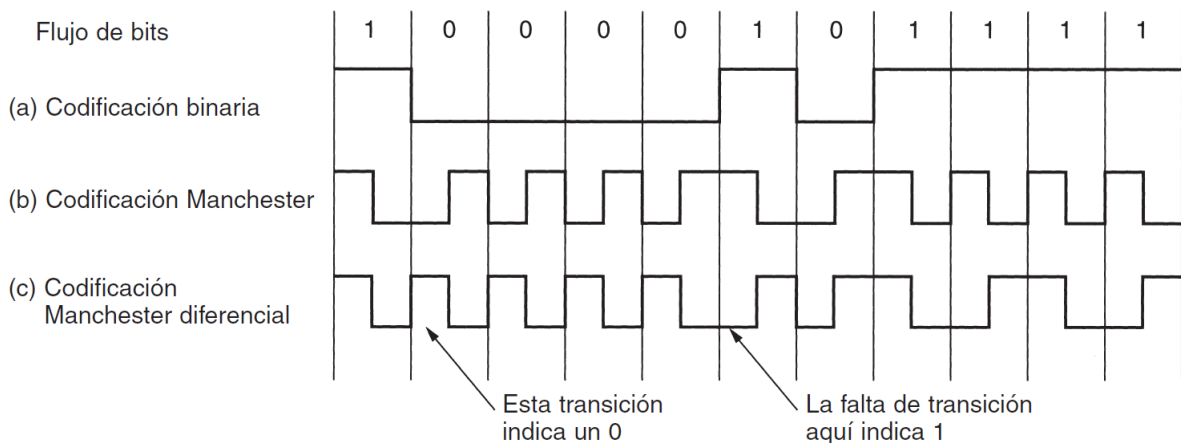 Flujo de bits 1 0 0 0 0 1 0 1 1 1 1
(a) Codificación binaria
(b) Codificación Manchester
(c) Codificación
Manchester diferencial
Esta transición
indica un 0
La falta de transición
aquí indica 1